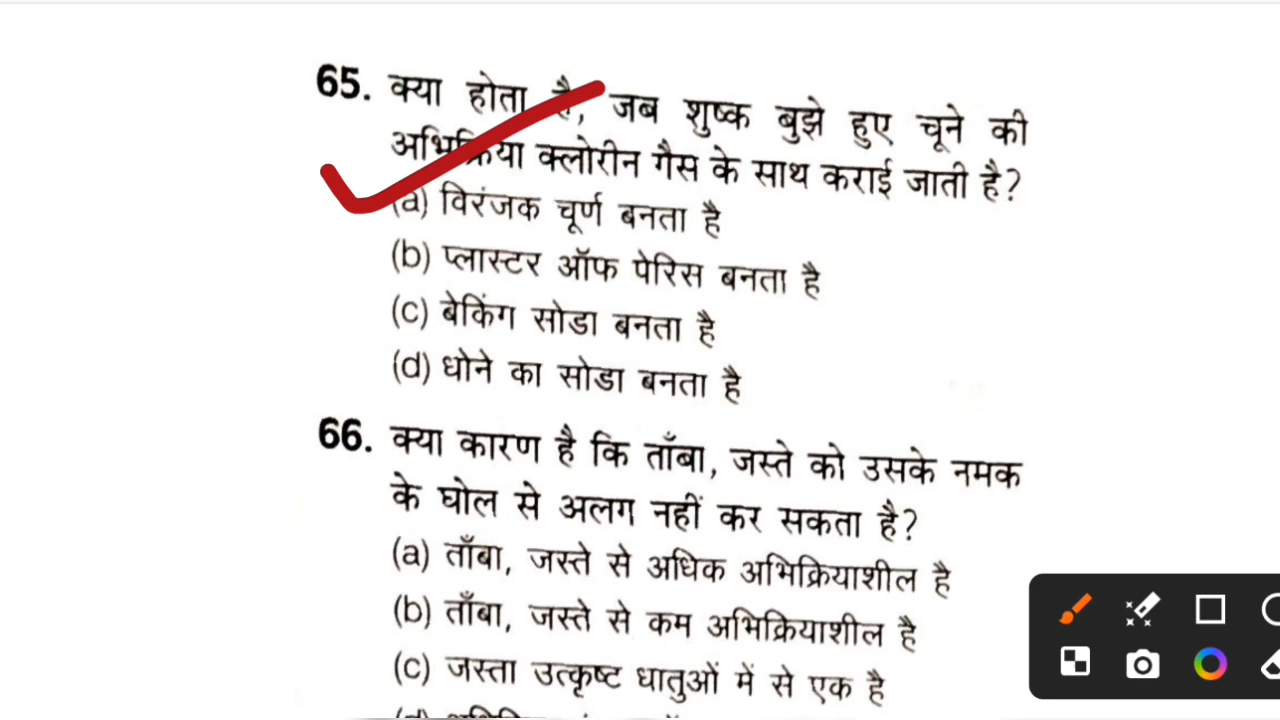 65. क्या होता है, जब शुष्क बुझे हुए चूने की
अभिक्रिया क्लोरीन गैस के साथ कराई जाती है?
(a) विरंजक चूर्ण बनता है
(b) प्लास्टर ऑफ पेरिस बनता है
(c) बेकिंग सोडा बनता है
(d) धोने का सोडा बनता है
66. क्या कारण है कि ताँबा, जस्ते को उसके नमक
के घोल से अलग नहीं कर सकता है?
(a) ताँबा, जस्ते से अधिक अभिक्रियाशील है
(b) ताँबा, जस्ते से कम अभिक्रियाशील है
(c) जस्ता उत्कृष्ट धातुओं में से एक है